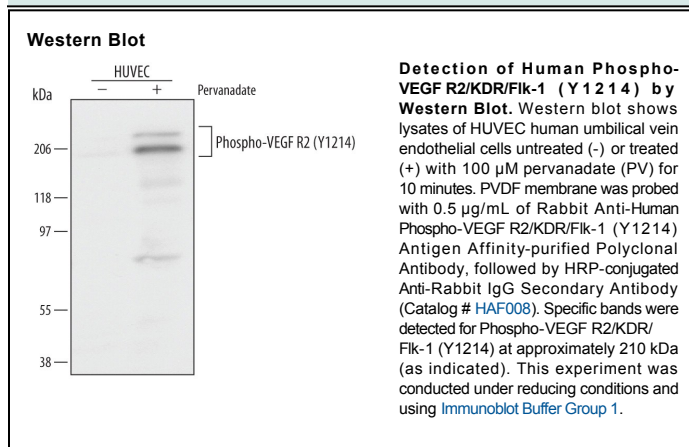 Western Blot
HUVEC
kDa
− + Pervanadate
206
Phospho-VEGF R2 (Y1214)
118
97
55
38
Detection of Human Phospho-
VEGF R2/KDR/Flk-1 (Y1214) by
Western Blot. Western blot shows
lysates of HUVEC human umbilical vein
endothelial cells untreated (-) or treated
(+) with 100 µM pervanadate (PV) for
10 minutes. PVDF membrane was probed
with 0.5 µg/mL of Rabbit Anti-Human
Phospho-VEGF R2/KDR/Flk-1 (Y1214)
Antigen Affinity-purified Polyclonal
Antibody, followed by HRP-conjugated
Anti-Rabbit IgG Secondary Antibody
(Catalog # HAF008). Specific bands were
detected for Phospho-VEGF R2/KDR/
Flk-1 (Y1214) at approximately 210 kDa
(as indicated). This experiment was
conducted under reducing conditions and
using Immunoblot Buffer Group 1.